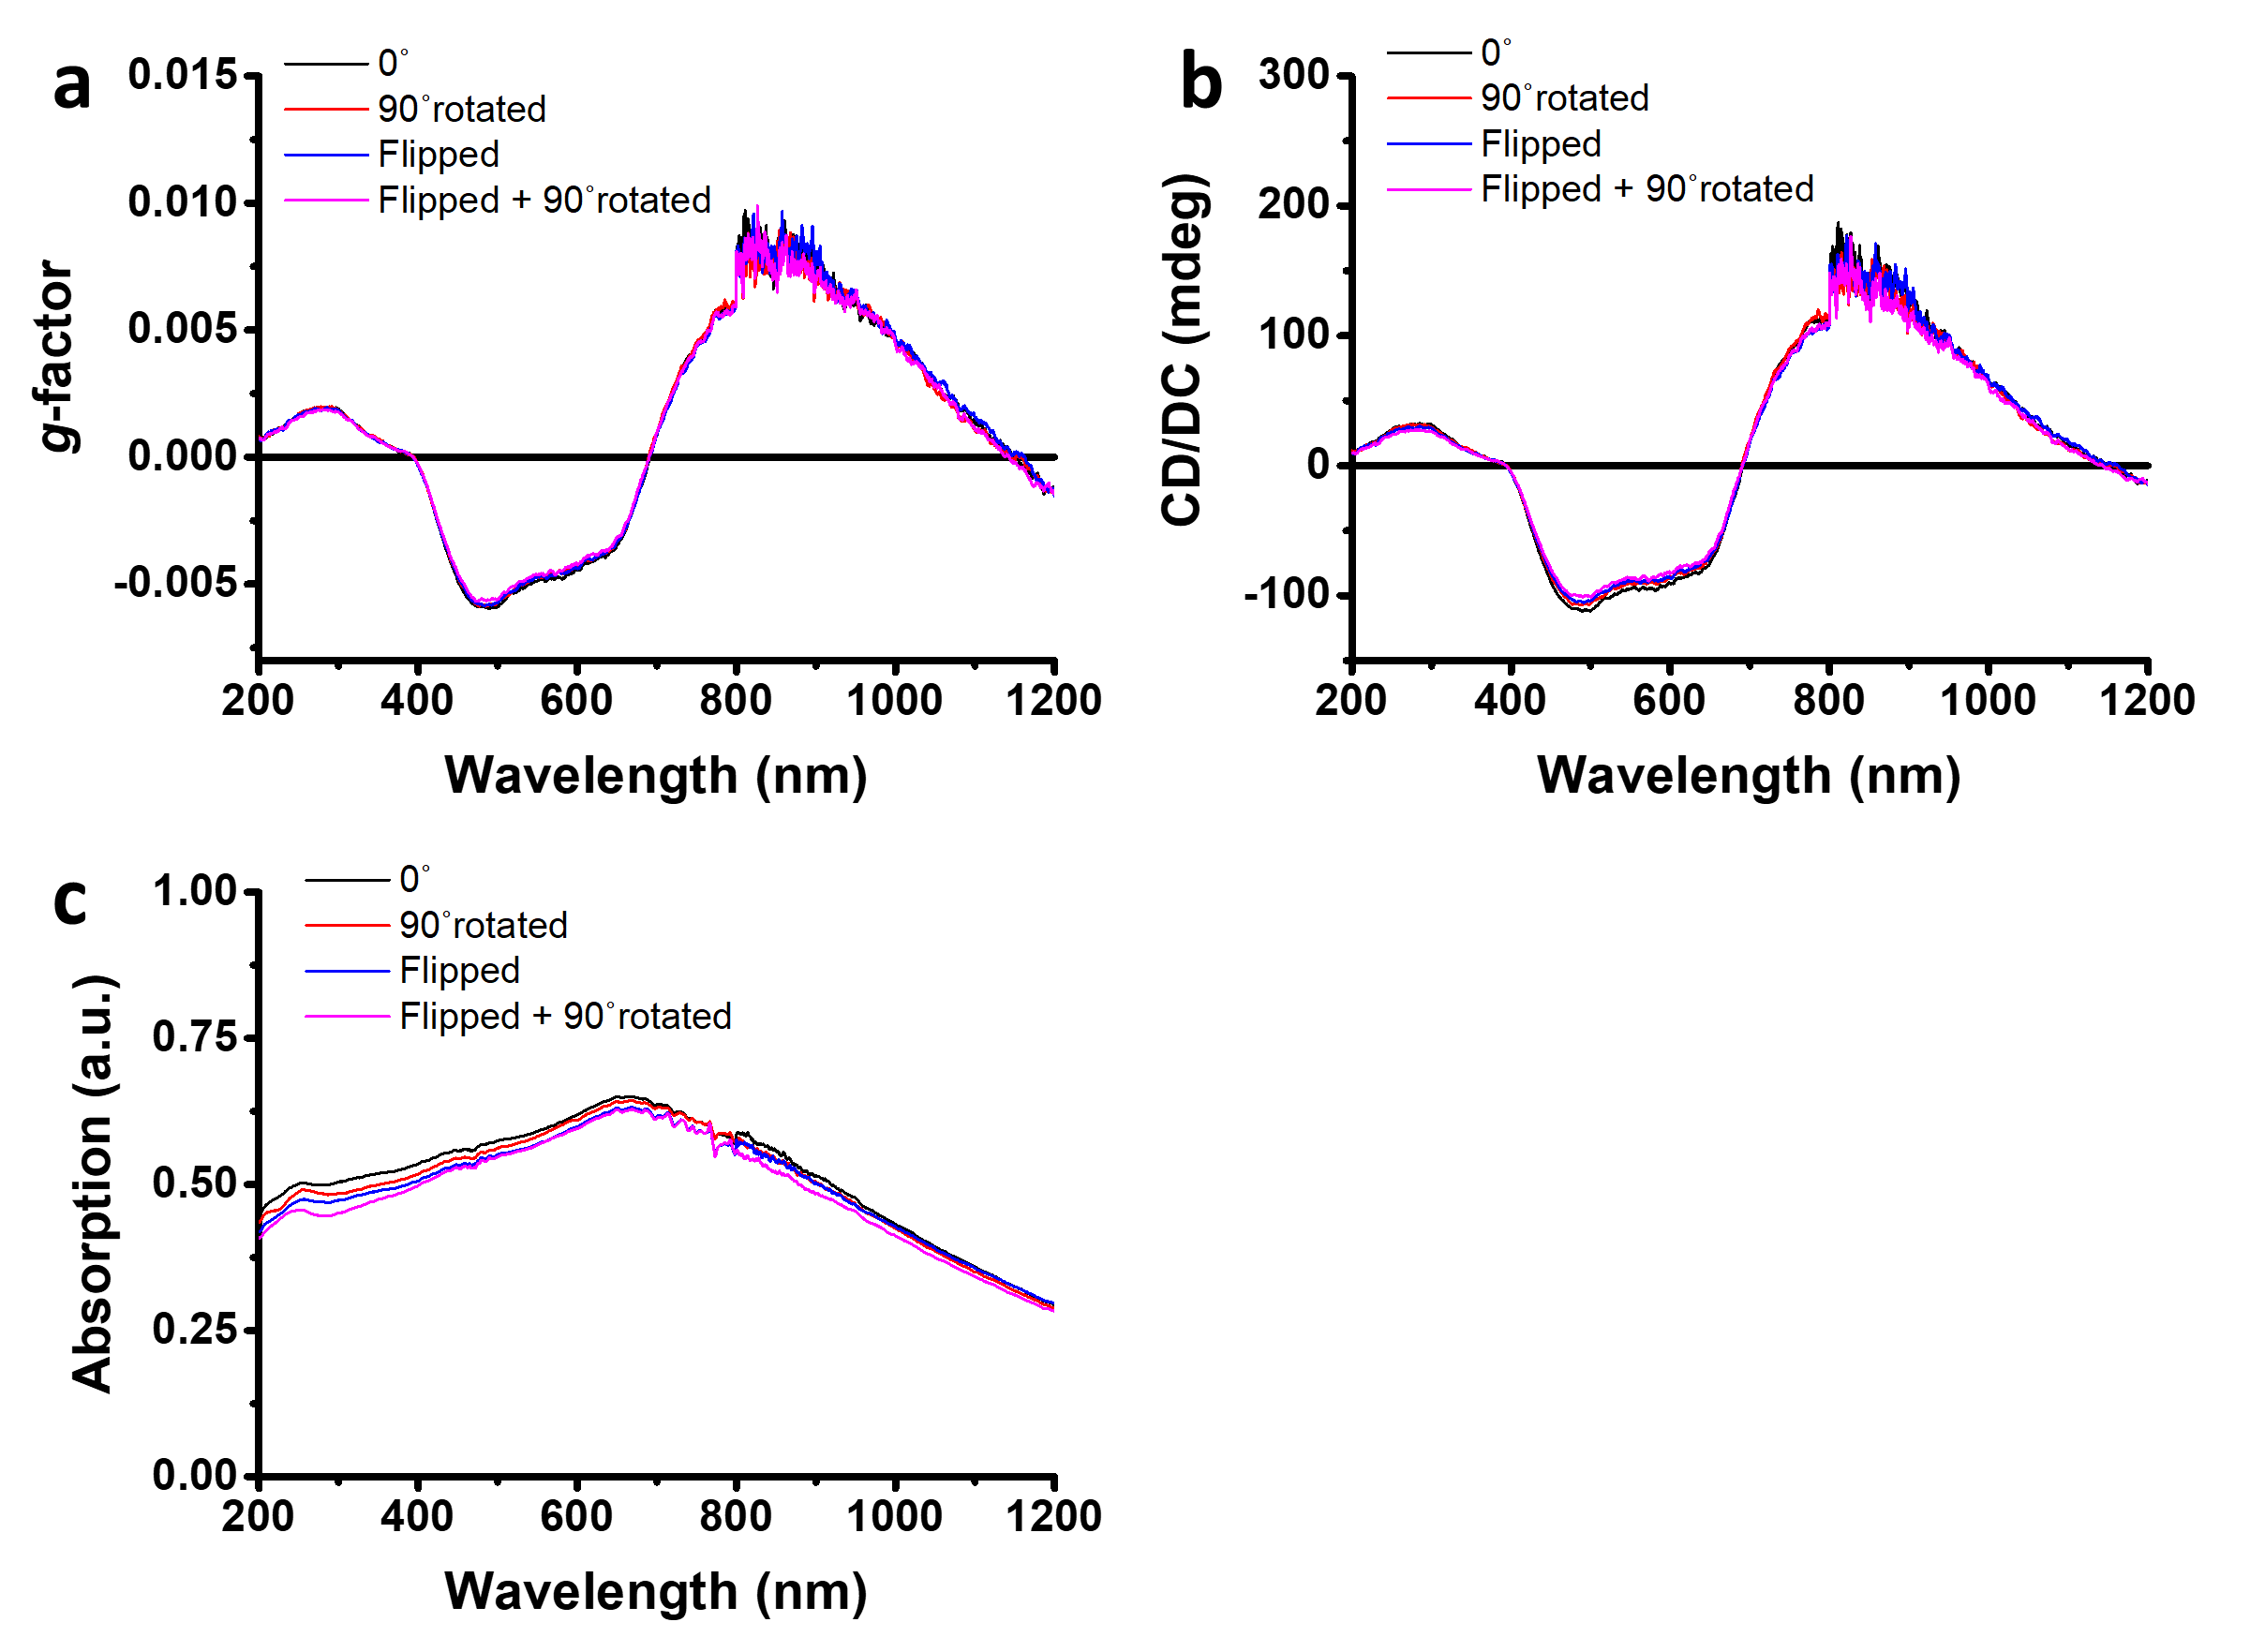 a
0°
90°rotated
Flipped
Flipped + 90°rotated
0.015
0.010
0.005
0.000
-0.005
g-factor
200 400 600 800 1000 1200
Wavelength (nm)
b
0°
90°rotated
Flipped
Flipped + 90°rotated
300
200
100
0
-100
CD/DC (mdeg)
200 400 600 800 1000 1200
Wavelength (nm)
c
0°
90°rotated
Flipped
Flipped + 90°rotated
1.00
0.75
0.50
0.25
0.00
Absorption (a.u.)
200 400 600 800 1000 1200
Wavelength (nm)